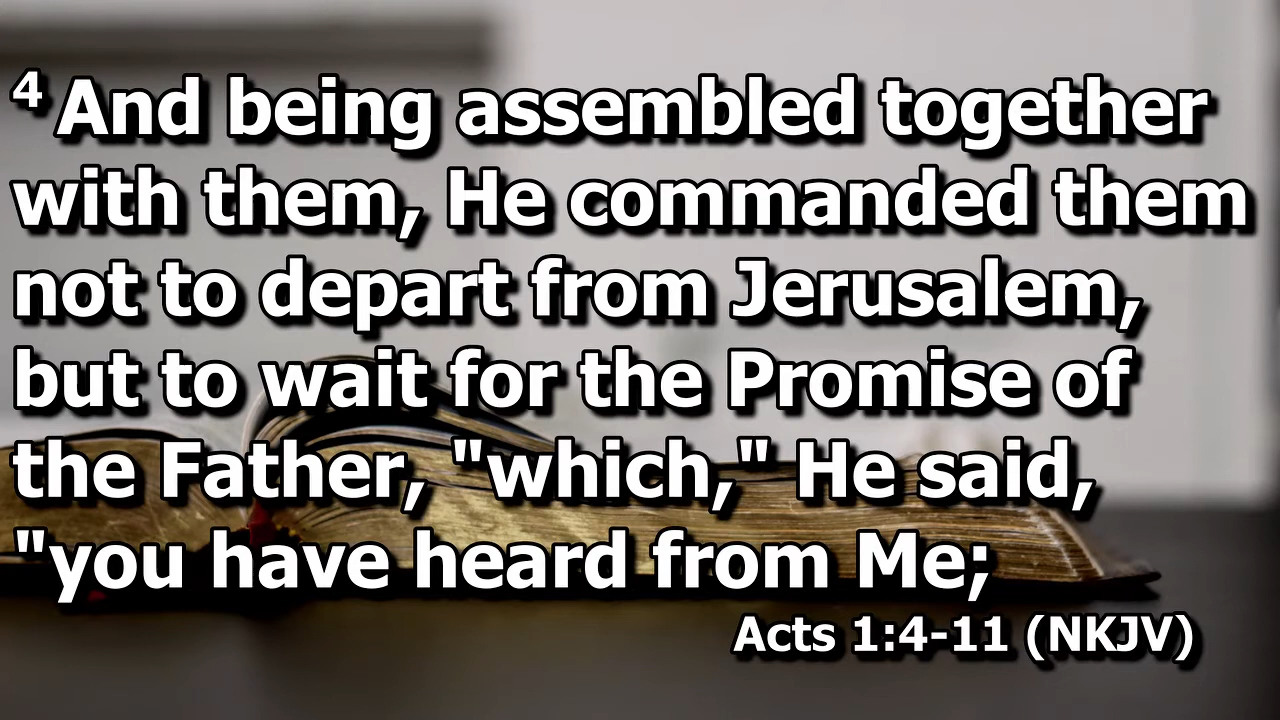 4 And being assembled together
with them, He commanded them
not to depart from Jerusalem,
but to wait for the Promise of
the Father, "which," He said,
"you have heard from Me;
Acts 1:4-11 (NKJV)